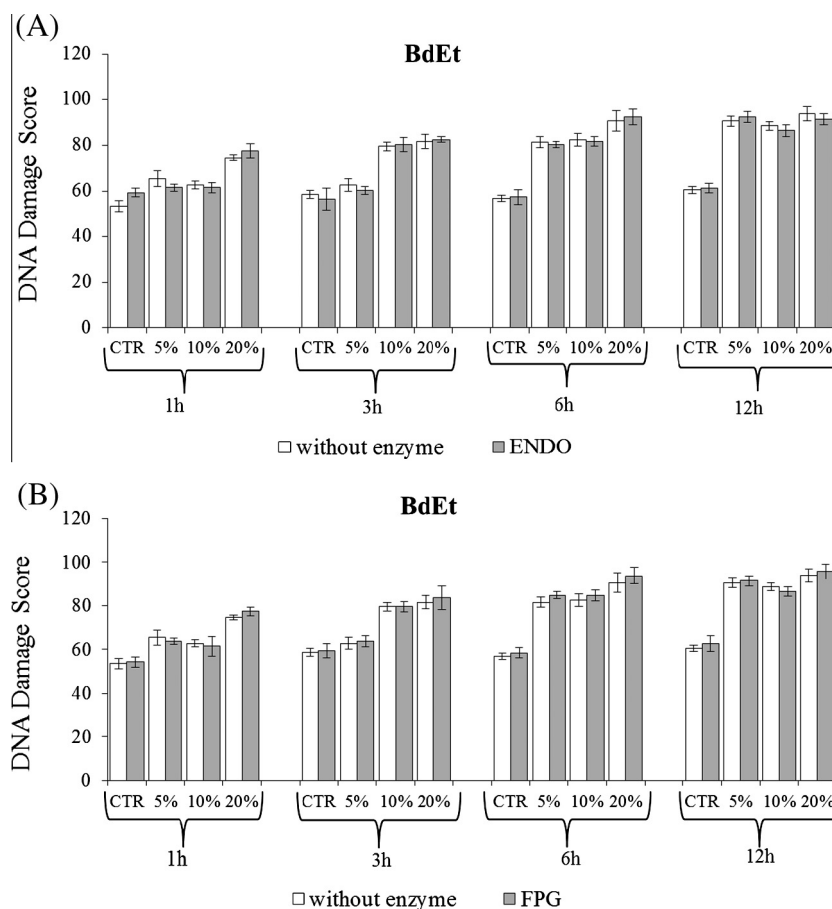 (A)
BdEt
120
100
80
60
40
20
0
DNA Damage Score
CTR 5% 10% 20% CTR 5% 10% 20% CTR 5% 10% 20% CTR 5% 10% 20%
1h 3h 6h 12h
without enzyme ENDO
(B)
BdEt
120
100
80
60
40
20
0
DNA Damage Score
CTR 5% 10% 20% CTR 5% 10% 20% CTR 5% 10% 20% CTR 5% 10% 20%
1h 3h 6h 12h
without enzyme FPG